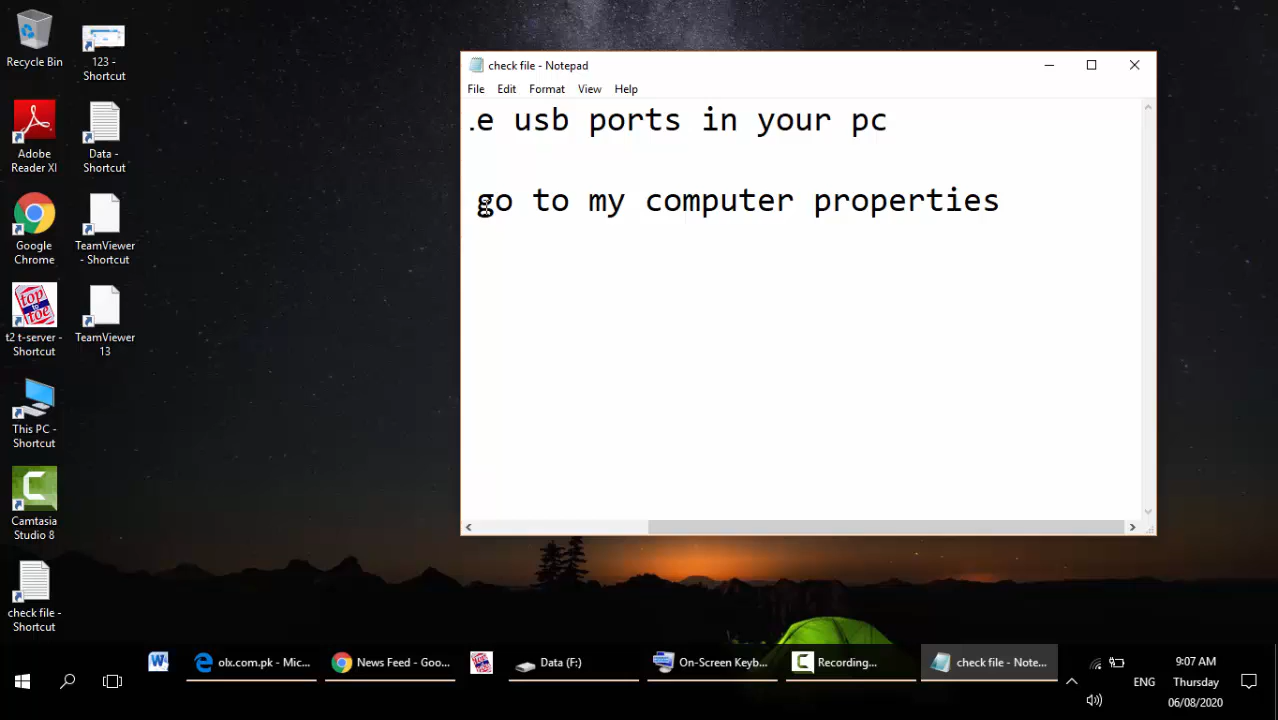 Recycle Bin
123 -
Shortcut
Adobe
Reader XI
Data -
Shortcut
Google
Chrome
TeamViewer
- Shortcut
top
to
toe
t2 t-server -
Shortcut
TeamViewer
13
This PC -
Shortcut
Camtasia
Studio 8
check file -
Shortcut
check file - Notepad
File Edit Format View Help
e usb ports in your pc
go to my computer properties
olx.com.pk - Mic...
News Feed - Goo...
Data (F:)
On-Screen Keyb...
Recording...
check file - Note...
ENG
9:07 AM
Thursday
06/08/2020